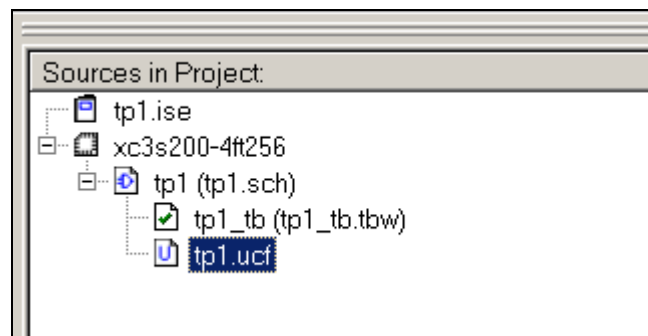 Sources in Project:
tp1.ise
xc3s200-4ft256
tp1 (tp1.sch)
tp1_tb (tp1_tb.tbw)
tp1.ucf